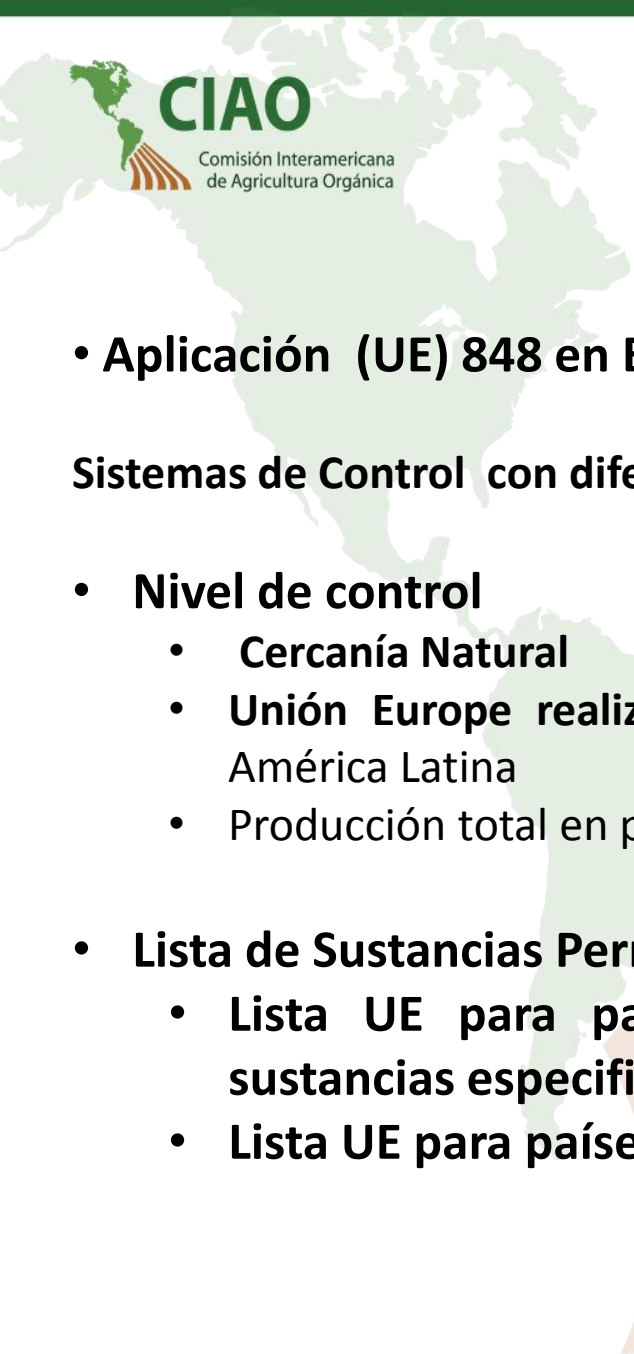 CIAO
Comisión Interamericana
de Agricultura Orgánica
• Aplicación (UE) 848 en
Sistemas de Control con
• Nivel de control
• Cercanía Natural
• Unión Europe
América Latina
• Producción total en
• Lista de Sustancias
• Lista UE para
sustancias
• Lista UE para